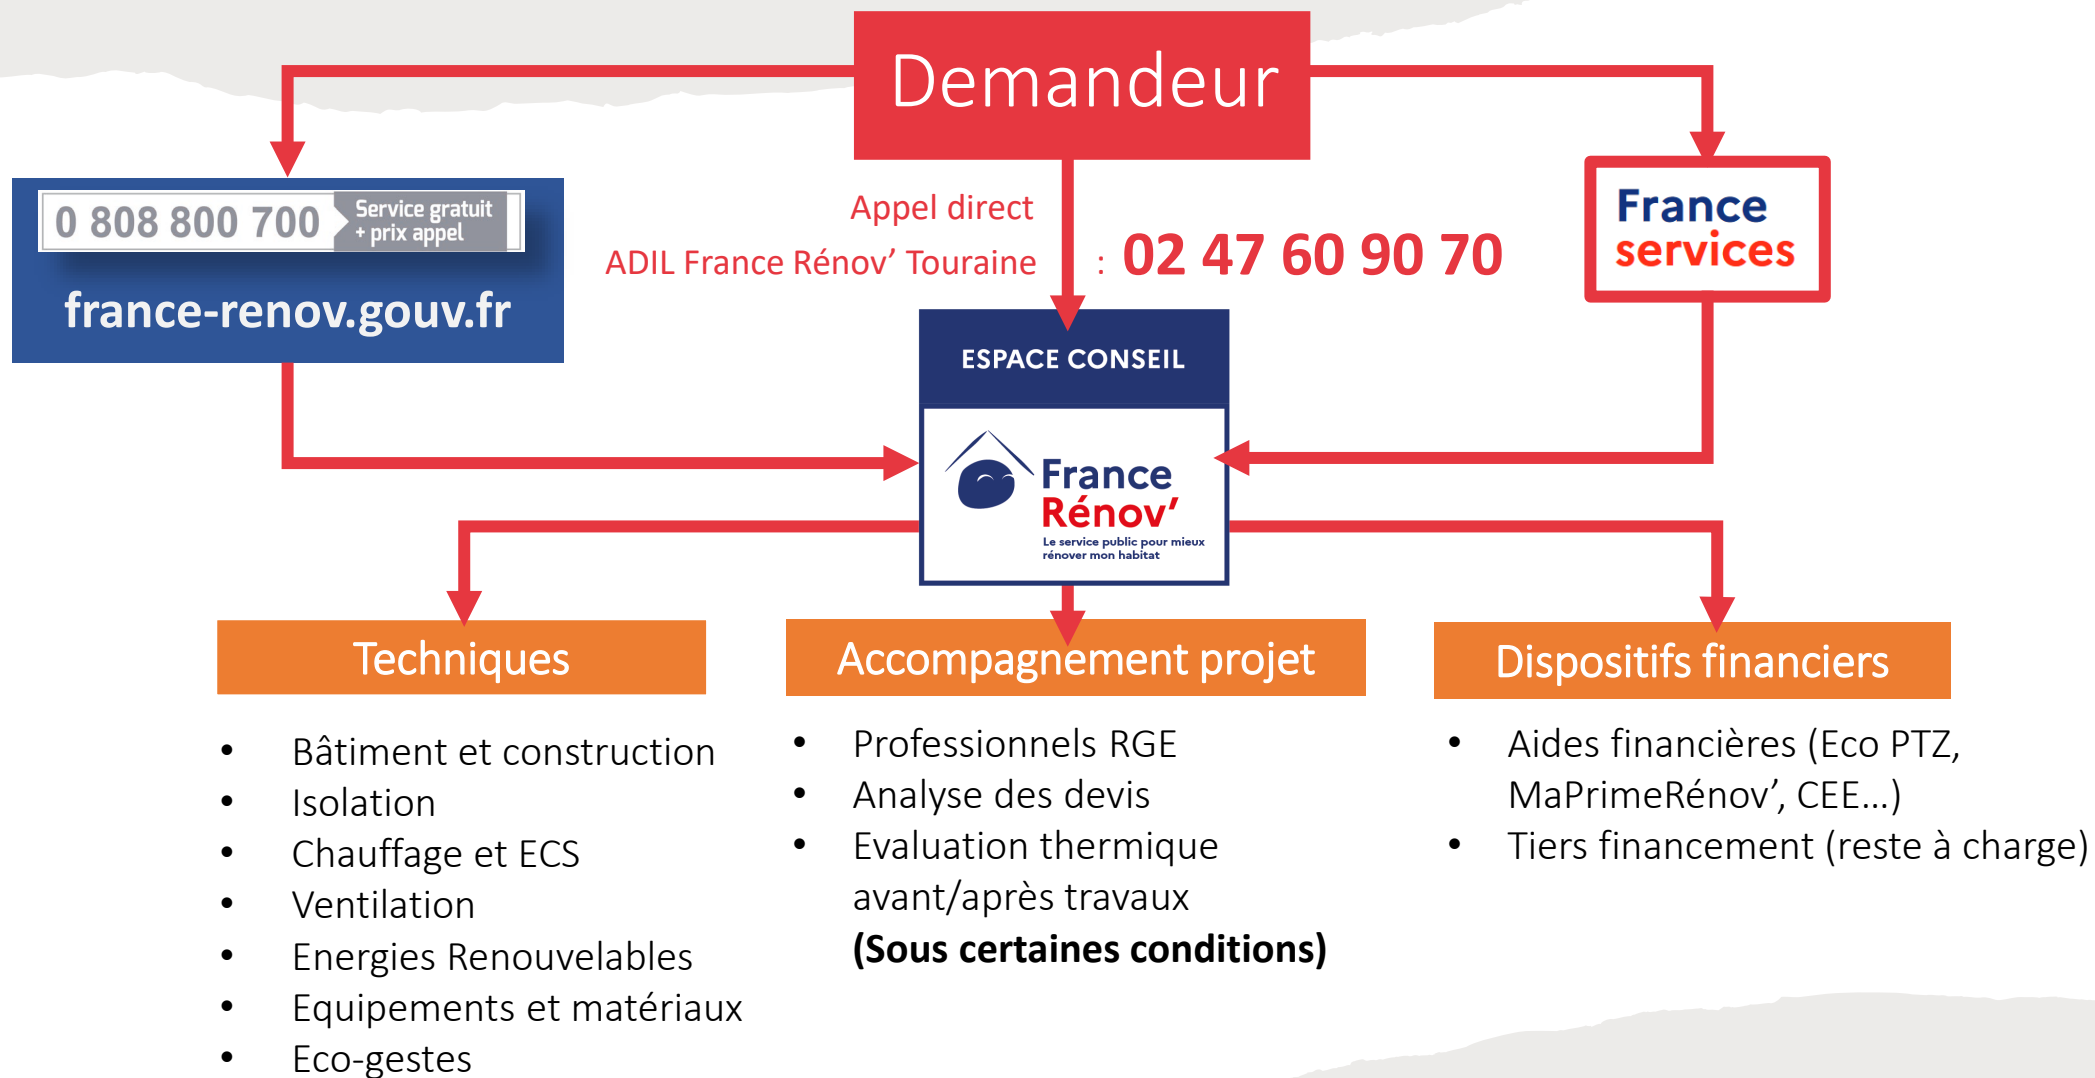 Demandeur
0 808 800 700
Service gratuit
+ prix appel
france-renov.gouv.fr
Appel direct
ADIL France Rénov’ Touraine : 02 47 60 90 70
France
services
ESPACE CONSEIL
France
Rénov’
Le service public pour mieux
rénover mon habitat
Techniques
• Bâtiment et construction
• Isolation
• Chauffage et ECS
• Ventilation
• Energies Renouvelables
• Equipements et matériaux
• Eco-gestes
Accompagnement projet
• Professionnels RGE
• Analyse des devis
• Evaluation thermique
avant/après travaux
(Sous certaines conditions)
Dispositifs financiers
• Aides financières (Eco PTZ,
MaPrimeRénov’, CEE…)
• Tiers financement (reste à charge)